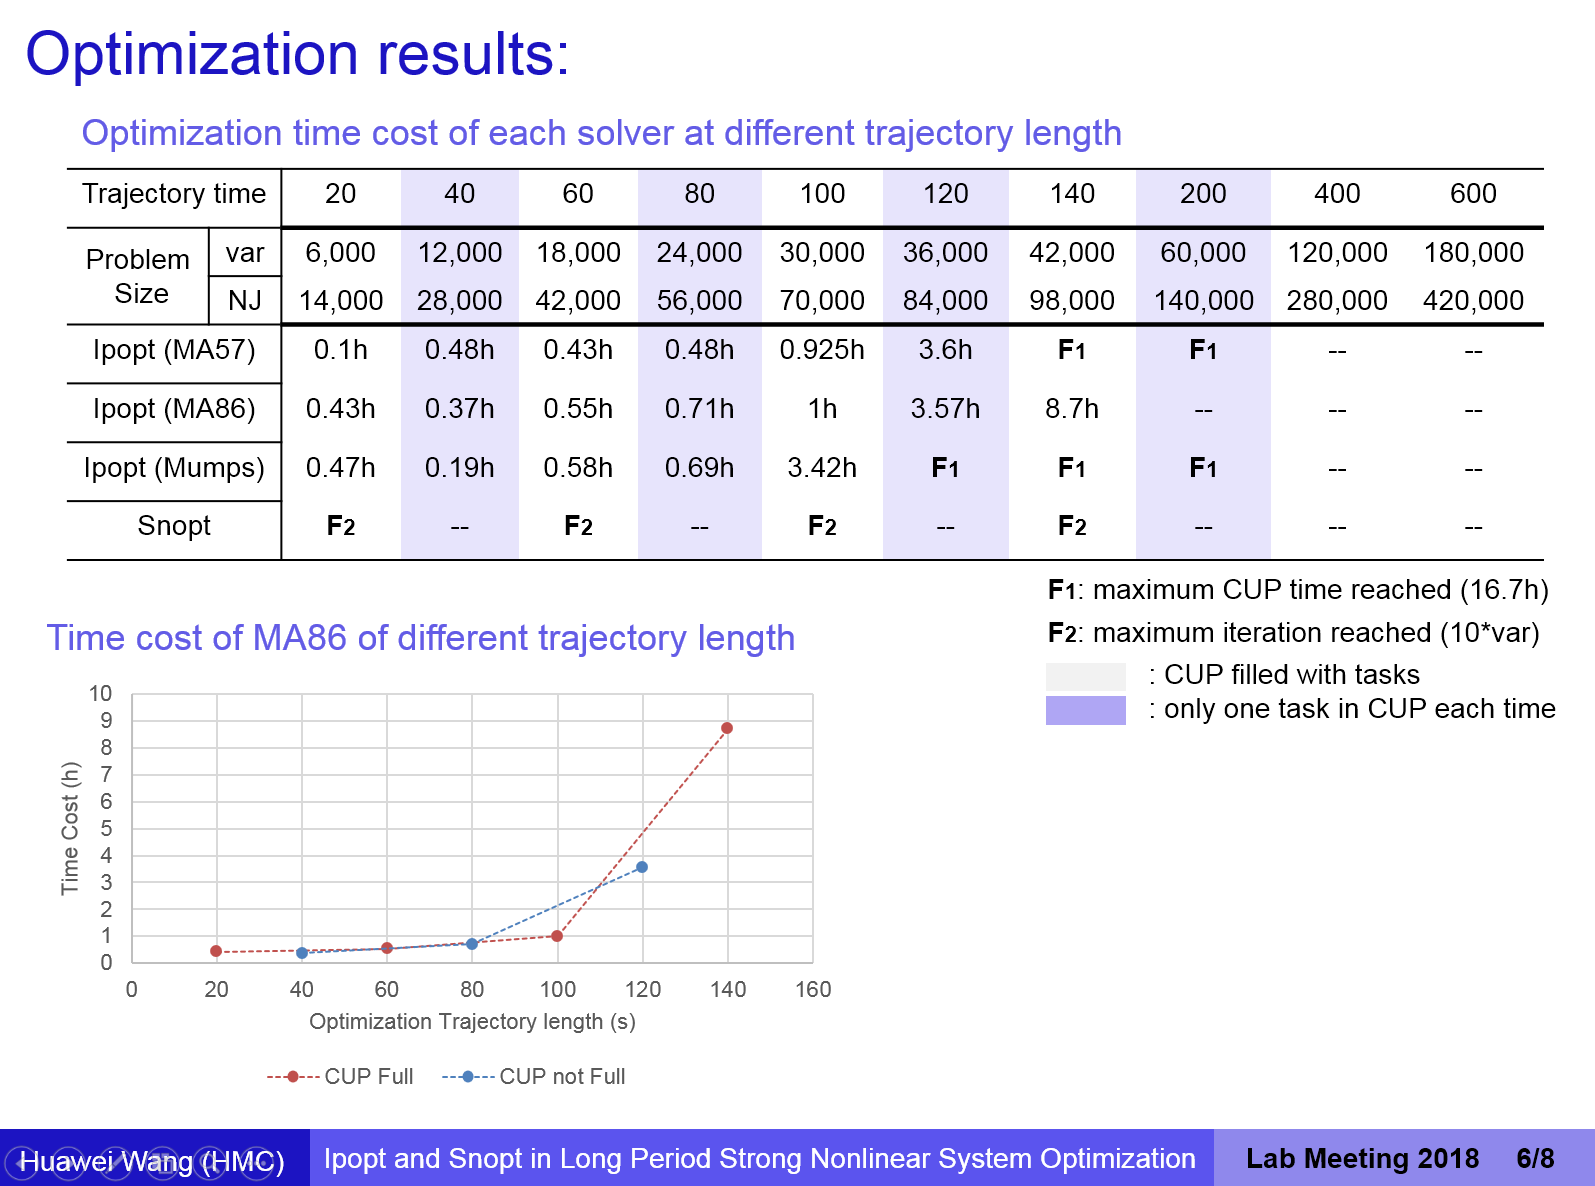 Optimization results:
Optimization time cost of each solver at different trajectory length
Trajectory time 20 40 60 80 100 120 140 200 400 600
Problem Size var 6,000 12,000 18,000 24,000 30,000 36,000 42,000 60,000 120,000 180,000
NJ 14,000 28,000 42,000 56,000 70,000 84,000 98,000 140,000 280,000 420,000
Ipopt (MA57) 0.1h 0.48h 0.43h 0.48h 0.925h 3.6h F1 F1 -- --
Ipopt (MA86) 0.43h 0.37h 0.55h 0.71h 1h 3.57h 8.7h -- -- --
Ipopt (Mumps) 0.47h 0.19h 0.58h 0.69h 3.42h F1 F1 F1 -- --
Snopt F2 -- F2 -- F2 -- F2 -- -- --
F1: maximum CUP time reached (16.7h)
F2: maximum iteration reached (10*var)
: CUP filled with tasks
: only one task in CUP each time
Time cost of MA86 of different trajectory length
10
9
8
7
6
5
4
3
2
1
0
Time Cost (h)
0 20 40 60 80 100 120 140 160
Optimization Trajectory length (s)
CUP Full CUP not Full
Huawei Wang (HMC) Ipopt and Snopt in Long Period Strong Nonlinear System Optimization Lab Meeting 2018 6/8